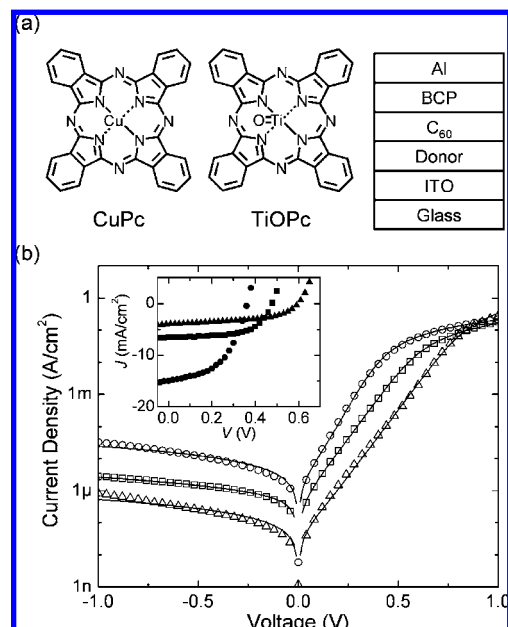 (a)
N
N
N
N
Cu
N
N
N
N
CuPc
N
N
N
O=Ti
N
N
N
N
N
TiOPc
Al
BCP
C60
Donor
ITO
Glass
(b)
Current Density (A/cm²)
1
1m
1μ
1n
-1.0
-0.5
0.0
0.5
1.0
Voltage (V)
J (mA/cm²)
0
-10
-20
0.0
0.2
0.4
0.6
V (V)